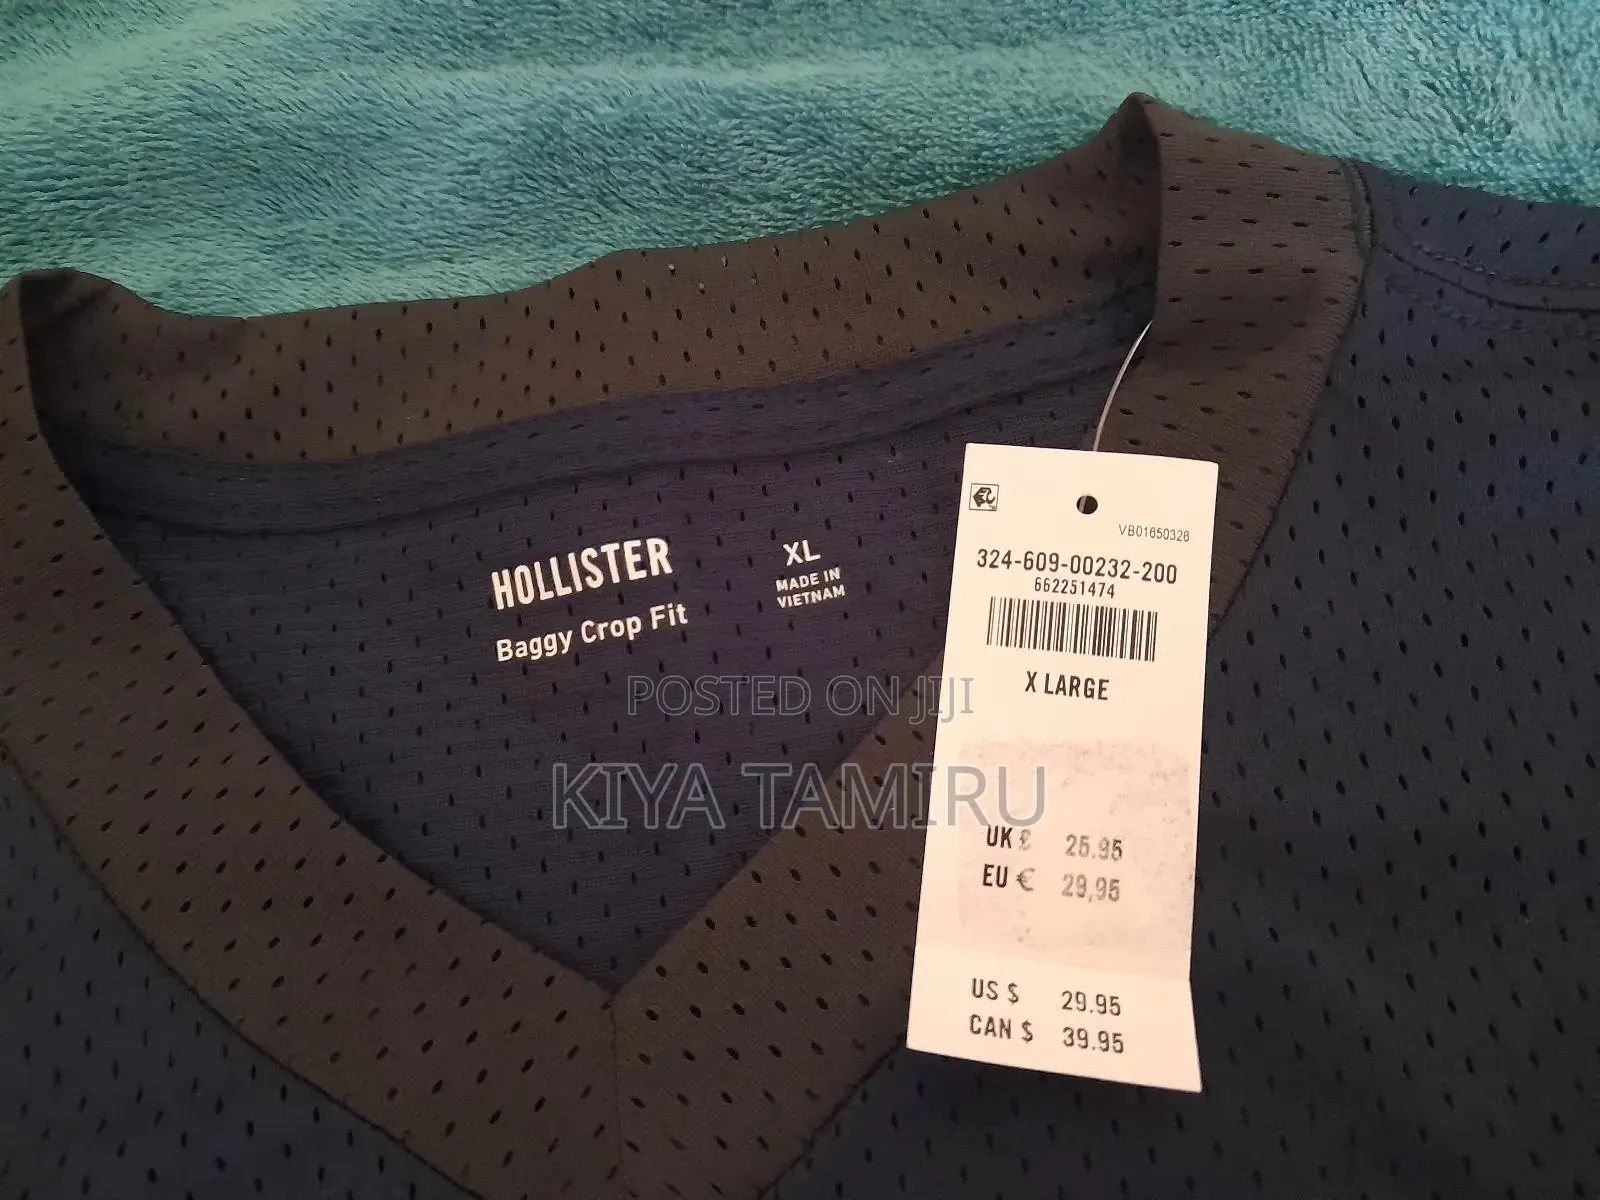 HOLLISTER
Baggy Crop Fit
XL
MADE IN
VIETNAM
VB01650326
324-609-00232-200
662251474
X LARGE
UK £ 25.95
EU € 29,95
US $ 29.95
CAN $ 39.95
POSTED ON JIJI
KIYA TAMIRU